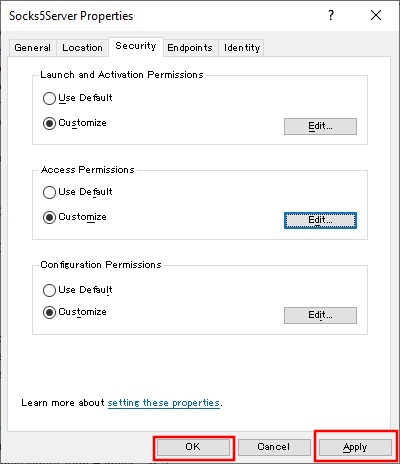 Socks5Server Properties
?
General
Location
Security
Endpoints
Identity
Launch and Activation Permissions
Use Default
Customize
Edit...
Access Permissions
Use Default
Customize
Edit...
Configuration Permissions
Use Default
Customize
Edit...
Learn more about setting these properties.
OK
Cancel
Apply